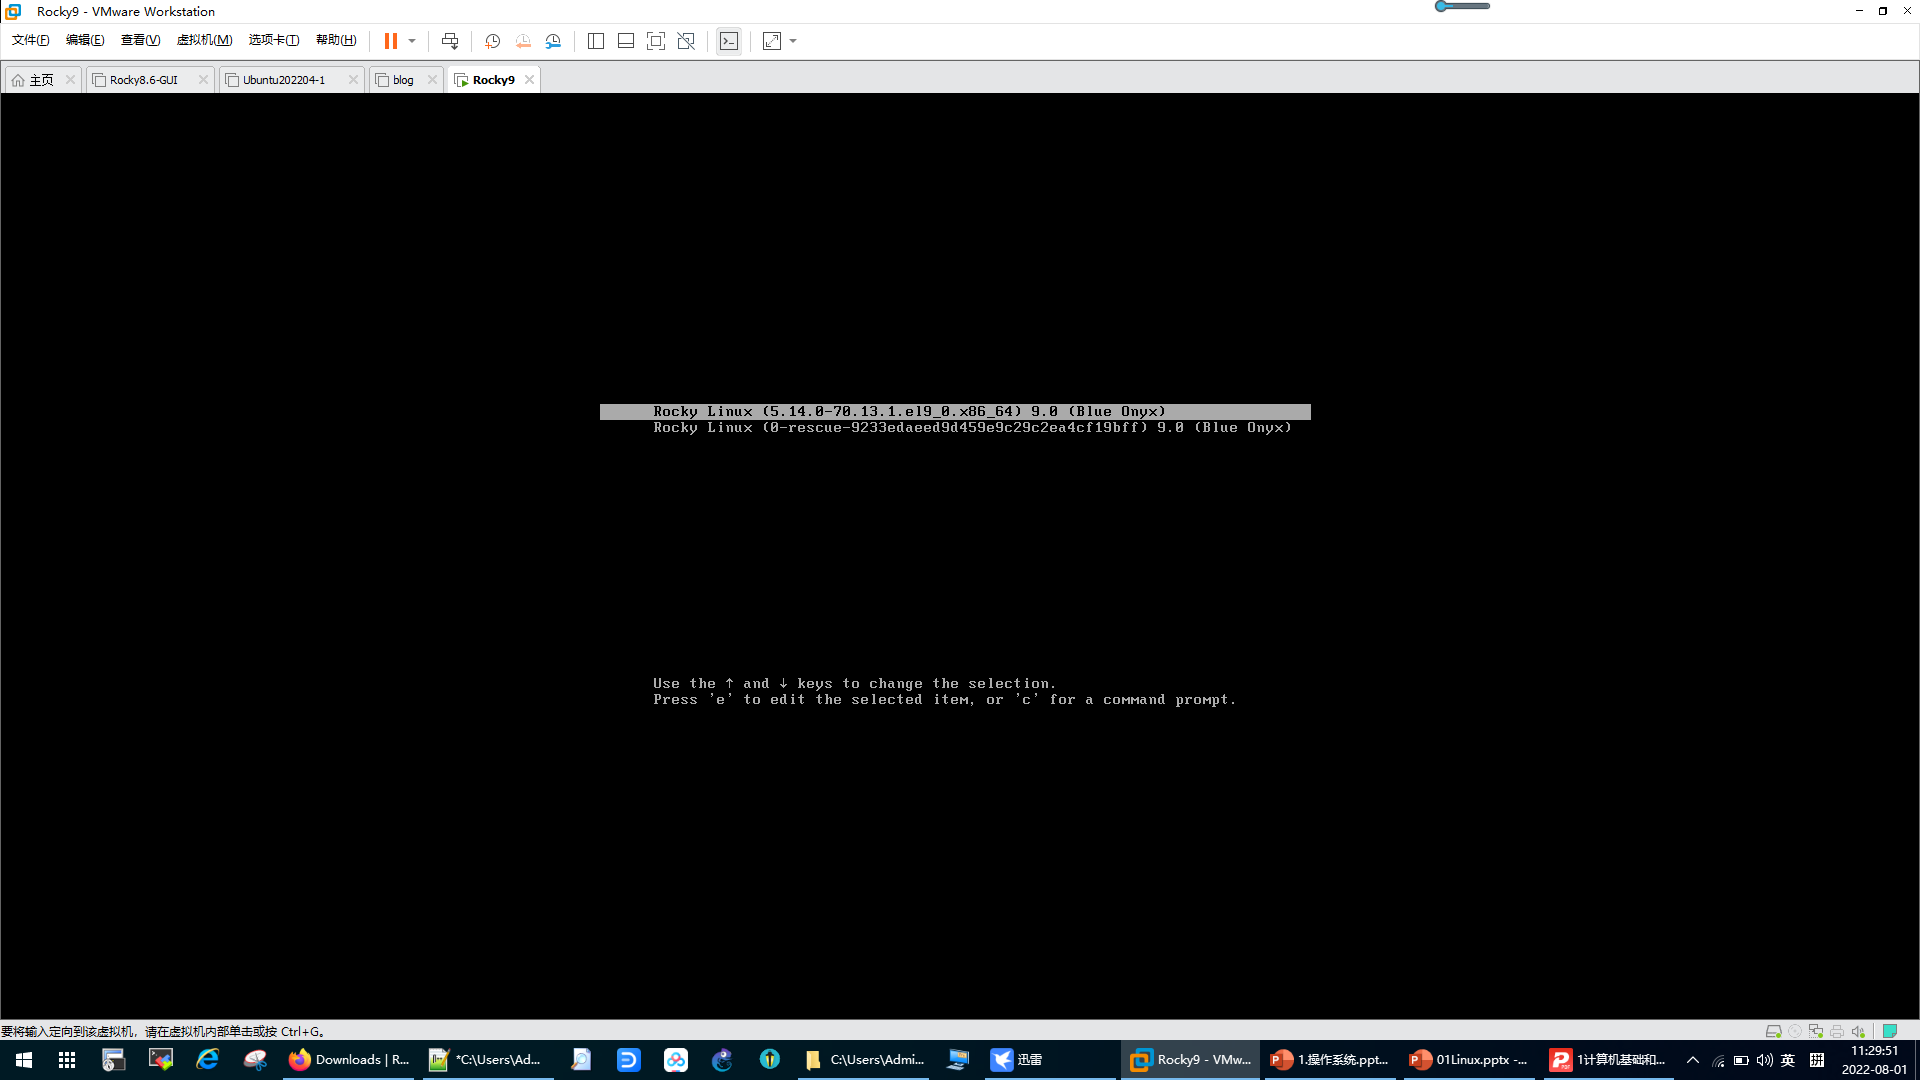 Rocky9 - VMware Workstation
文件(F) 编辑(E) 查看(V) 虚拟机(M) 选项卡(T) 帮助(H)
主页 Rocky8.6-GUI Ubuntu202204-1 blog Rocky9
Rocky Linux (5.14.0-70.13.1.el9_0.x86_64) 9.0 (Blue Onyx)
Rocky Linux (0-rescue-9233edaeed9d459e9c29c2ea4cf19bff) 9.0 (Blue Onyx)
Use the ↑ and ↓ keys to change the selection.
Press 'e' to edit the selected item, or 'c' for a command prompt.
要将输入定向到该虚拟机，请在虚拟机内部单击或按 Ctrl+G。
Downloads | R... *C:\Users\Ad... C:\Users\Admi... 迅雷 Rocky9 - VMw... 1.操作系统.ppt... 01Linux.pptx -... 1计算机基础和... 英 拼 11:29:51
2022-08-01